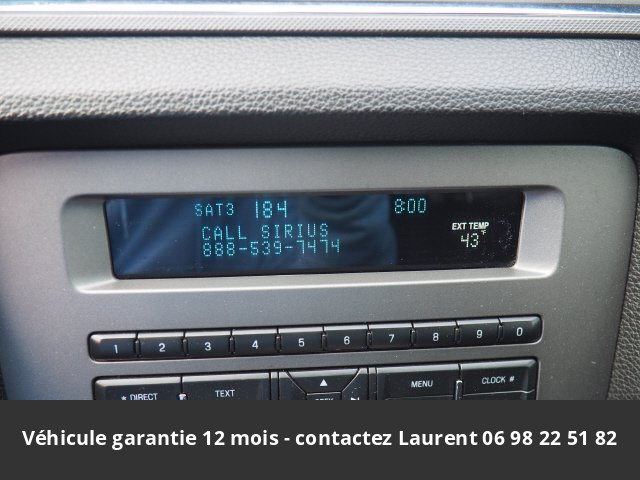 SAT3 184 8:00
CALL SIRIUS
888-539-7474
EXT TEMP
43°F
1 2 3 4 5 6 7 8 9 0
* DIRECT TEXT MENU CLOCK #
Véhicule garantie 12 mois - contactez Laurent 06 98 22 51 82